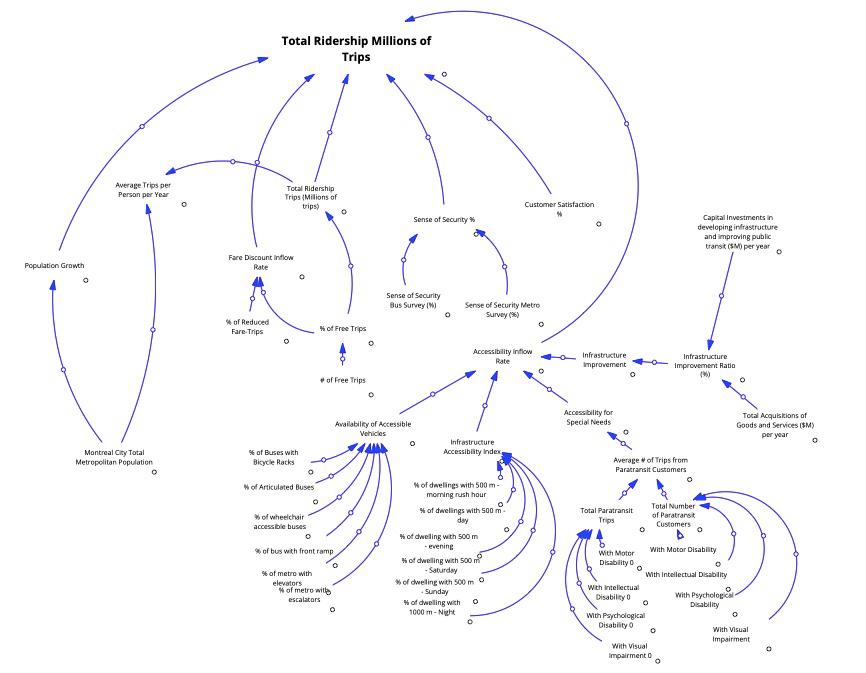 Total Ridership Millions of
Trips
Average Trips per
Person per Year
Total Ridership
Trips (Millions of
trips)
Sense of Security %
Customer Satisfaction
%
Capital Investments in
developing infrastructure
and improving public
transit ($M) per year
Population Growth
Fare Discount Inflow
Rate
Sense of Security
Bus Survey (%)
Sense of Security Metro
Survey (%)
% of Reduced
Fare-Trips
% of Free Trips
# of Free Trips
Accessibility Inflow
Rate
Infrastructure
Improvement
Infrastructure
Improvement Ratio
(%)
Total Acquisitions of
Goods and Services ($M)
per year
Availability of Accessible
Vehicles
Infrastructure
Accessibility Index
Accessibility for
Special Needs
Montreal City Total
Metropolitan Population
Average # of Trips from
Paratransit Customers
% of Buses with
Bicycle Racks
% of Articulated Buses
% of wheelchair
accessible buses
% of bus with front ramp
% of metro with
elevators
% of metro with
escalators
% of dwellings with 500 m -
morning rush hour
% of dwellings with 500 m -
day
% of dwelling with 500 m
- evening
% of dwelling with 500 m
- Saturday
% of dwelling with 500 m
- Sunday
% of dwelling with
1000 m - Night
Total Paratransit
Trips
Total Number
of Paratransit
Customers
With Motor
Disability 0
With Intellectual
Disability 0
With Psychological
Disability 0
With Visual
Impairment 0
With Motor Disability
With Intellectual Disability
With Psychological
Disability
With Visual
Impairment